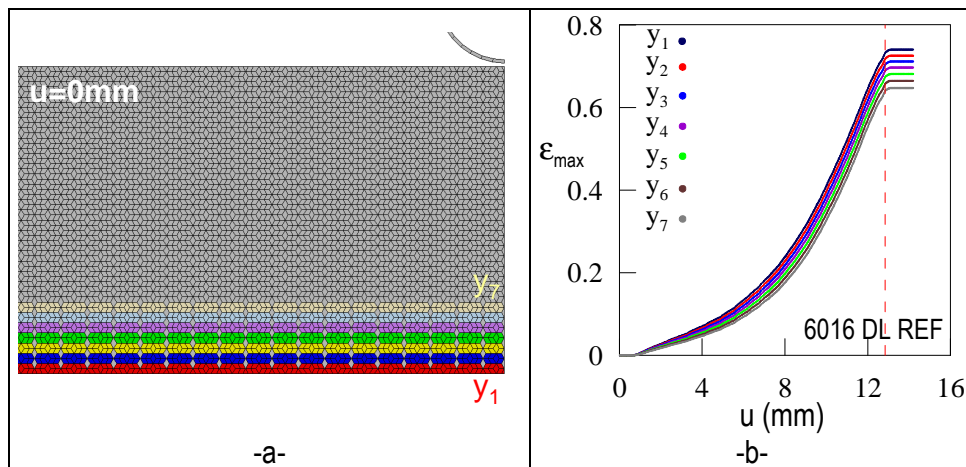 u=0mm
y7
y1
-a-
y1
y2
y3
y4
y5
y6
y7
εmax
0.8
0.6
0.4
0.2
0
6016 DL REF
0 4 8 12 16
u (mm)
-b-